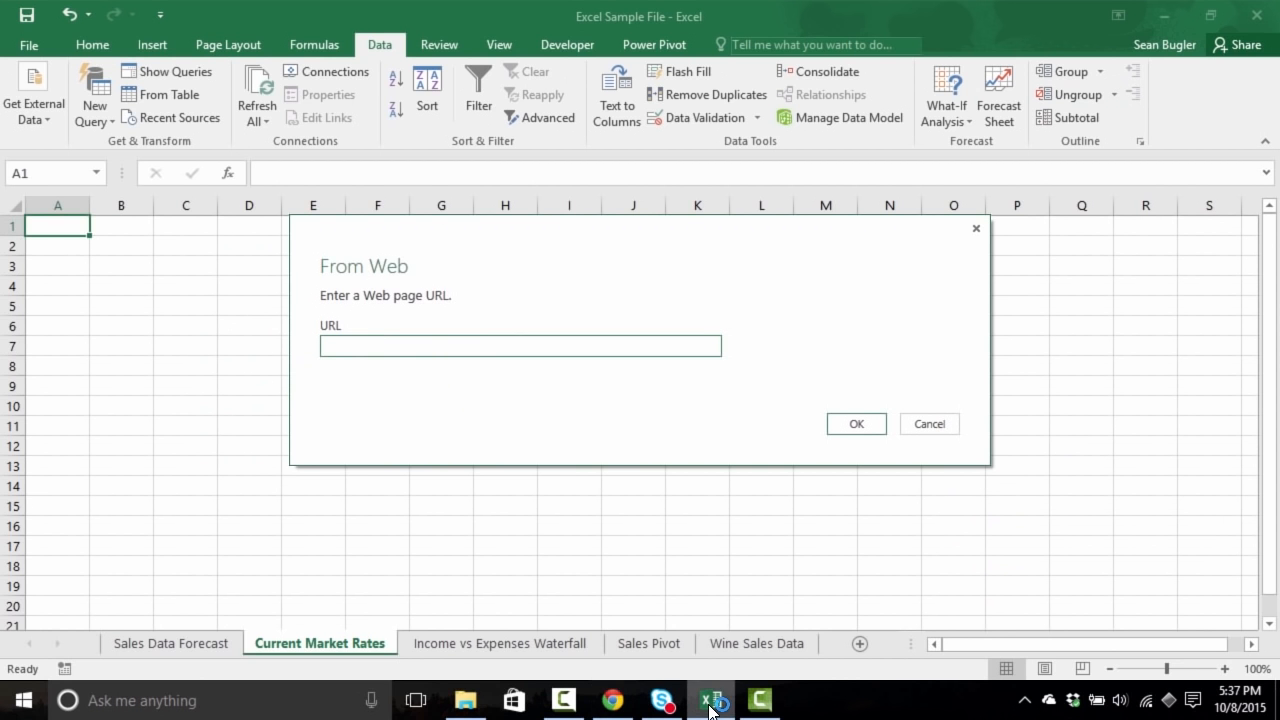 Excel Sample File - Excel
File Home Insert Page Layout Formulas Data Review View Developer Power Pivot Tell me what you want to do... Sean Bugler Share
Get External Data
New Query
Show Queries
From Table
Recent Sources
Get & Transform
Refresh All
Connections
Properties
Edit Links
Connections
Sort
Filter
Clear
Reapply
Advanced
Sort & Filter
Text to Columns
Flash Fill
Remove Duplicates
Data Validation
Consolidate
Relationships
Manage Data Model
Data Tools
What-If Analysis
Forecast Sheet
Forecast
Group
Ungroup
Subtotal
Outline
A1 fx
A B C D E F G H I J K L M N O P Q R S
1
2
3
4
5
6
7
8
9
10
11
12
13
14
15
16
17
18
19
20
21
From Web
Enter a Web page URL.
URL
OK Cancel
Sales Data Forecast Current Market Rates Income vs Expenses Waterfall Sales Pivot Wine Sales Data
Ready 100%
Ask me anything
5:37 PM
10/8/2015